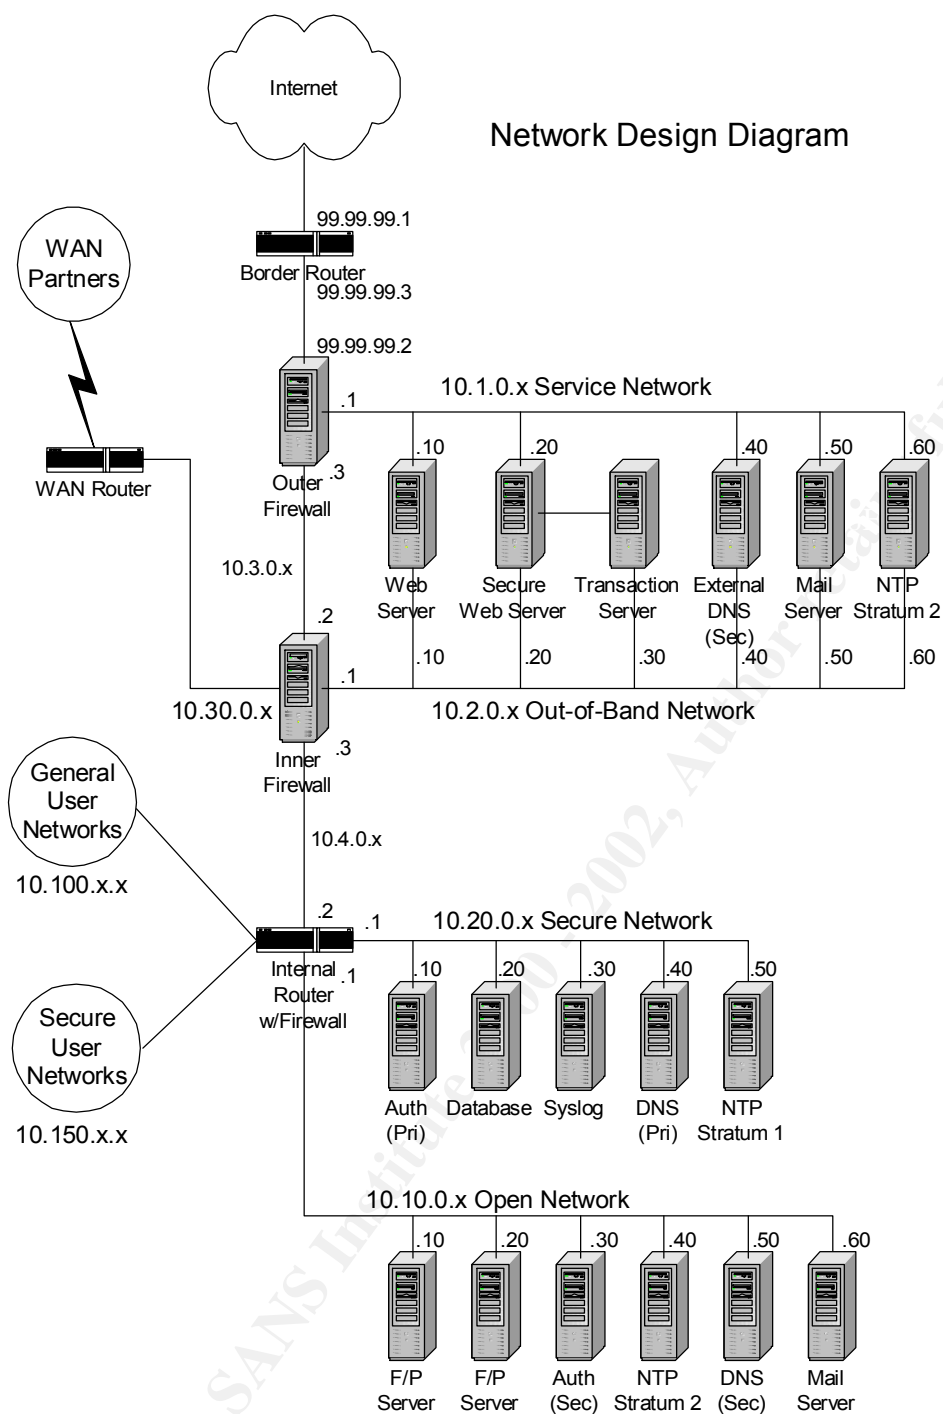 Internet
Network Design Diagram
99.99.99.1
Border Router
99.99.99.3
99.99.99.2
WAN
Partners
WAN Router
Outer
Firewall
.1
.3
10.1.0.x Service Network
.10
.20
.40
.50
.60
Web
Server
Secure
Web Server
Transaction
Server
External
DNS
(Sec)
Mail
Server
NTP
Stratum 2
10.3.0.x
.2
.1
.10
.20
.30
.40
.50
.60
10.2.0.x Out-of-Band Network
10.30.0.x
.3
Inner
Firewall
General
User
Networks
10.100.x.x
10.4.0.x
.2
.1
10.20.0.x Secure Network
Internal
Router
w/Firewall
.1
.10
.20
.30
.40
.50
Secure
User
Networks
10.150.x.x
Auth
(Pri)
Database
Syslog
DNS
(Pri)
NTP
Stratum 1
10.10.0.x Open Network
.10
.20
.30
.40
.50
.60
F/P
Server
F/P
Server
Auth
(Sec)
NTP
Stratum 2
DNS
(Sec)
Mail
Server
SANS Institute 2000 - 2002, Author retains